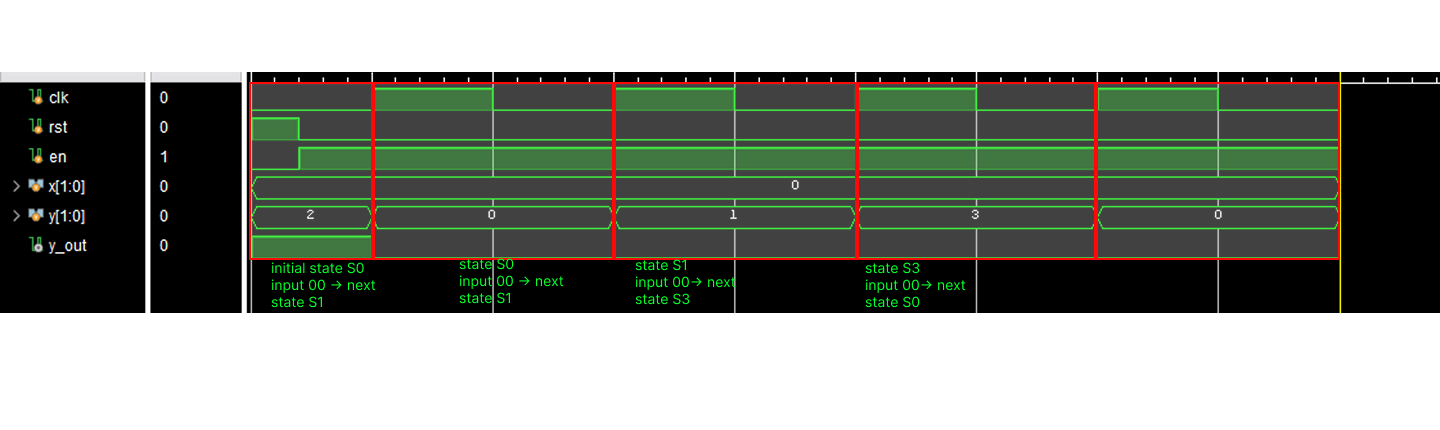 clk 0
rst 0
en 1
x[1:0] 0 0
y[1:0] 0 2 0 1 3 0
y_out 0
initial state S0
input 00 → next
state S1
state S0
input 00 → next
state S1
state S1
input 00→ next
state S3
state S3
input 00→ next
state S0